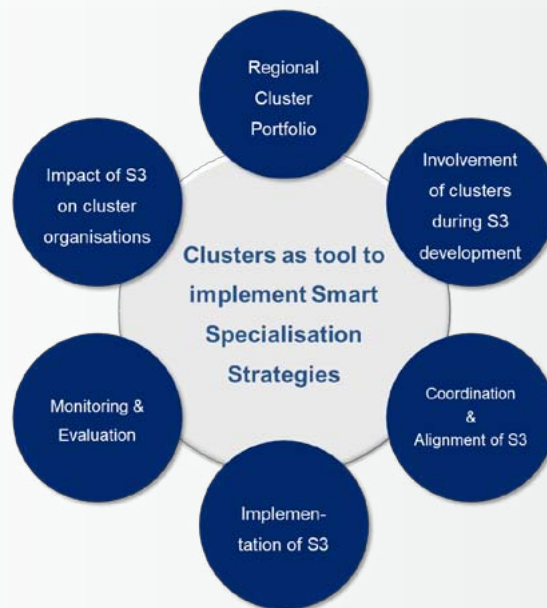 Regional
Cluster
Portfolio
Involvement
of clusters
during S3
development
Coordination
&
Alignment of S3
Implemen-
tation of S3
Monitoring &
Evaluation
Impact of S3
on cluster
organisations
Clusters as tool to
implement Smart
Specialisation
Strategies